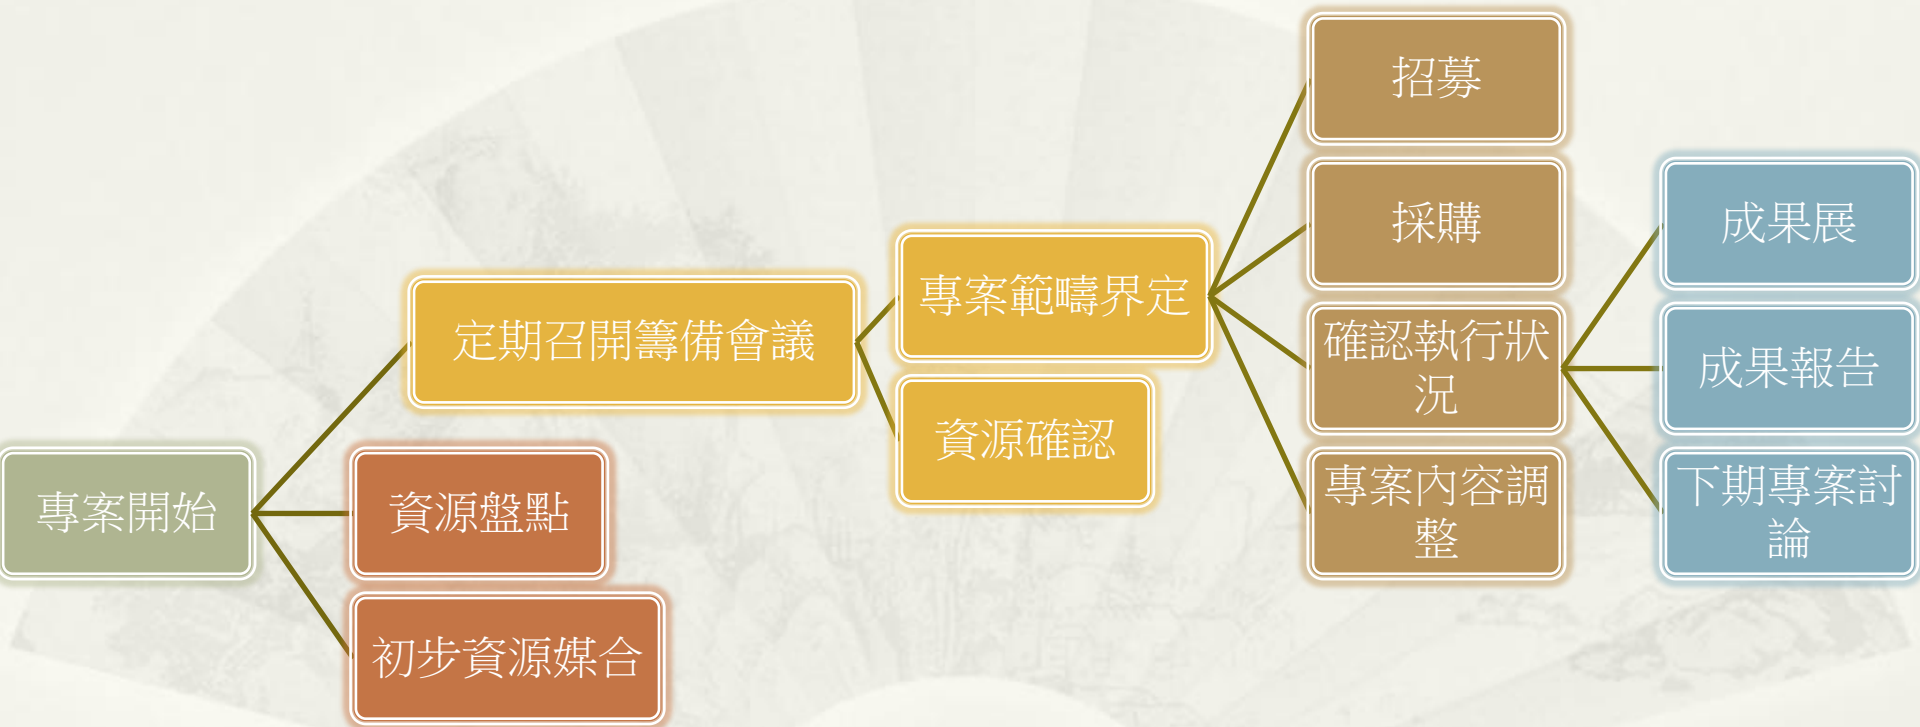 專案開始
定期召開籌備會議
資源盤點
初步資源媒合
專案範疇界定
資源確認
招募
採購
確認執行狀
況
專案內容調
整
成果展
成果報告
下期專案討
論